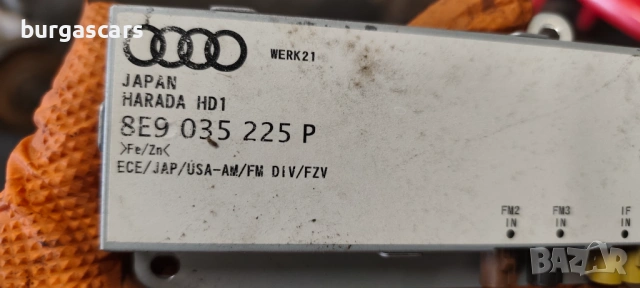 burgascars
WERK21
JAPAN
HARADA HD1
8E9 035 225 P
>Fe/Zn<
ECE/JAP/USA-AM/FM DIV/FZV
FM2 FM3 IF
IN IN IN
BAZAR